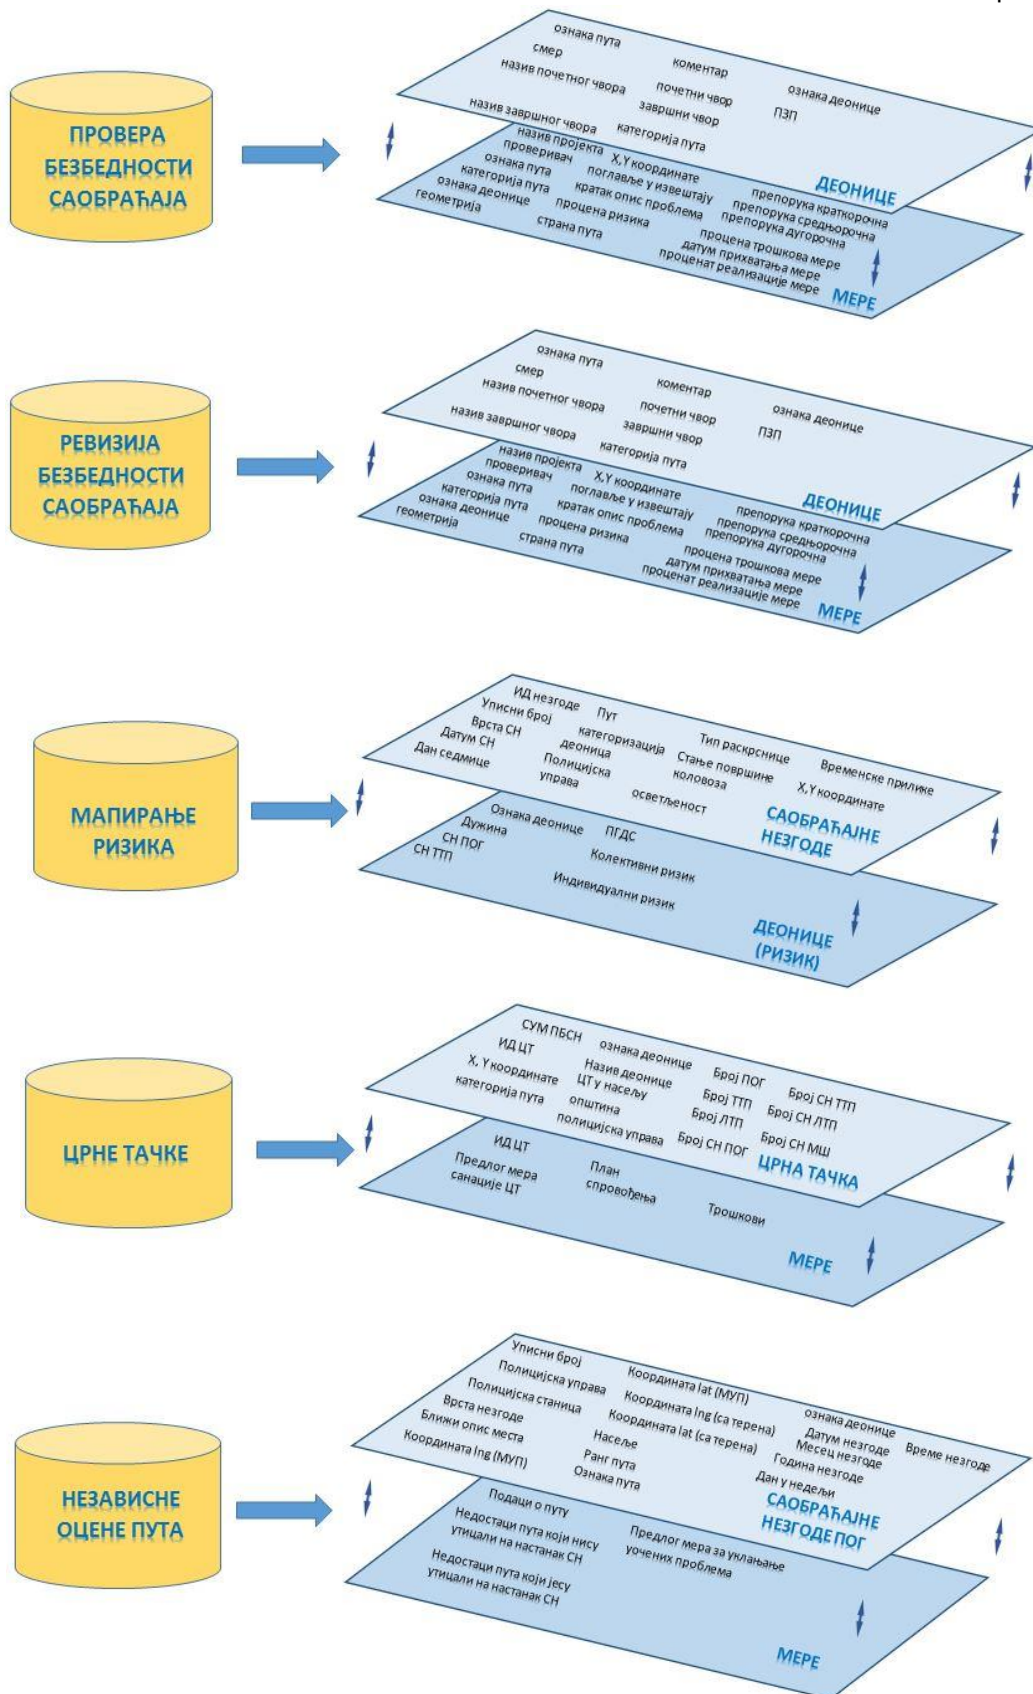 ПРОВЕРА
БЕЗБЕДНОСТИ
САОБРАЋАЈА
ознака пута
коментар
ознака деонице
смер
почетни чвор
ПЗП
назив почетног чвора
завршни чвор
назив завршног чвора
категорија пута
ДЕОНИЦЕ
назив пројекта
X,Y координате
препорука краткорочна
проверивач
поглавље у извештају
препорука средњорочна
ознака пута
кратак опис проблема
препорука дугорочна
категорија пута
процена ризика
процена трошкова мере
ознака деонице
страна пута
датум прихватања мере
геометрија
проценат реализације мере
МЕРЕ
РЕВИЗИЈА
БЕЗБЕДНОСТИ
САОБРАЋАЈА
ознака пута
коментар
ознака деонице
смер
почетни чвор
ПЗП
назив почетног чвора
завршни чвор
назив завршног чвора
категорија пута
ДЕОНИЦЕ
назив пројекта
X,Y координате
препорука краткорочна
проверивач
поглавље у извештају
препорука средњорочна
ознака пута
кратак опис проблема
препорука дугорочна
категорија пута
процена ризика
процена трошкова мере
ознака деонице
страна пута
датум прихватања мере
геометрија
проценат реализације мере
МЕРЕ
МАПИРАЊЕ
РИЗИКА
ИД незгоде
Пут
Тип раскрснице
Временске прилике
Уписни број
категоризација
Стање површине
коловоза
X,Y координате
Врста СН
деоница
осветљеност
Датум СН
Полицијска
управа
Дан седмице
САОБРАЋАЈНЕ
НЕЗГОДЕ
Ознака деонице
ПГДС
Дужина
Колективни ризик
СН ПОГ
Индивидуални ризик
СН ТТП
ДЕОНИЦЕ
(РИЗИК)
ЦРНЕ ТАЧКЕ
СУМ ПБСН
ознака деонице
Број ПОГ
Број СН ТТП
ИД ЦТ
Назив деонице
Број ТТП
Број СН ЛТП
X, Y координате
ЦТ у насељу
Број ЛТП
Број СН МШ
категорија пута
општина
Број СН ПОГ
полицијска управа
ЦРНА ТАЧКА
ИД ЦТ
План
спровођења
Трошкови
Предлог мера
санације ЦТ
МЕРЕ
НЕЗАВИСНЕ
ОЦЕНЕ ПУТА
Уписни број
Координата lat (МУП)
ознака деонице
Време незгоде
Полицијска управа
Координата lng (са терена)
Датум незгоде
Полицијска станица
Координата lat (са терена)
Месец незгоде
Врста незгоде
Насеље
Година незгоде
Ближи опис места
Ранг пута
Дан у недељи
Координата lng (МУП)
Ознака пута
САОБРАЋАЈНЕ
НЕЗГОДЕ ПОГ
Подаци о путу
Недостаци пута који нису
утицали на настанак СН
Предлог мера за уклањање
уочених проблема
Недостаци пута који јесу
утицали на настанак СН
МЕРЕ